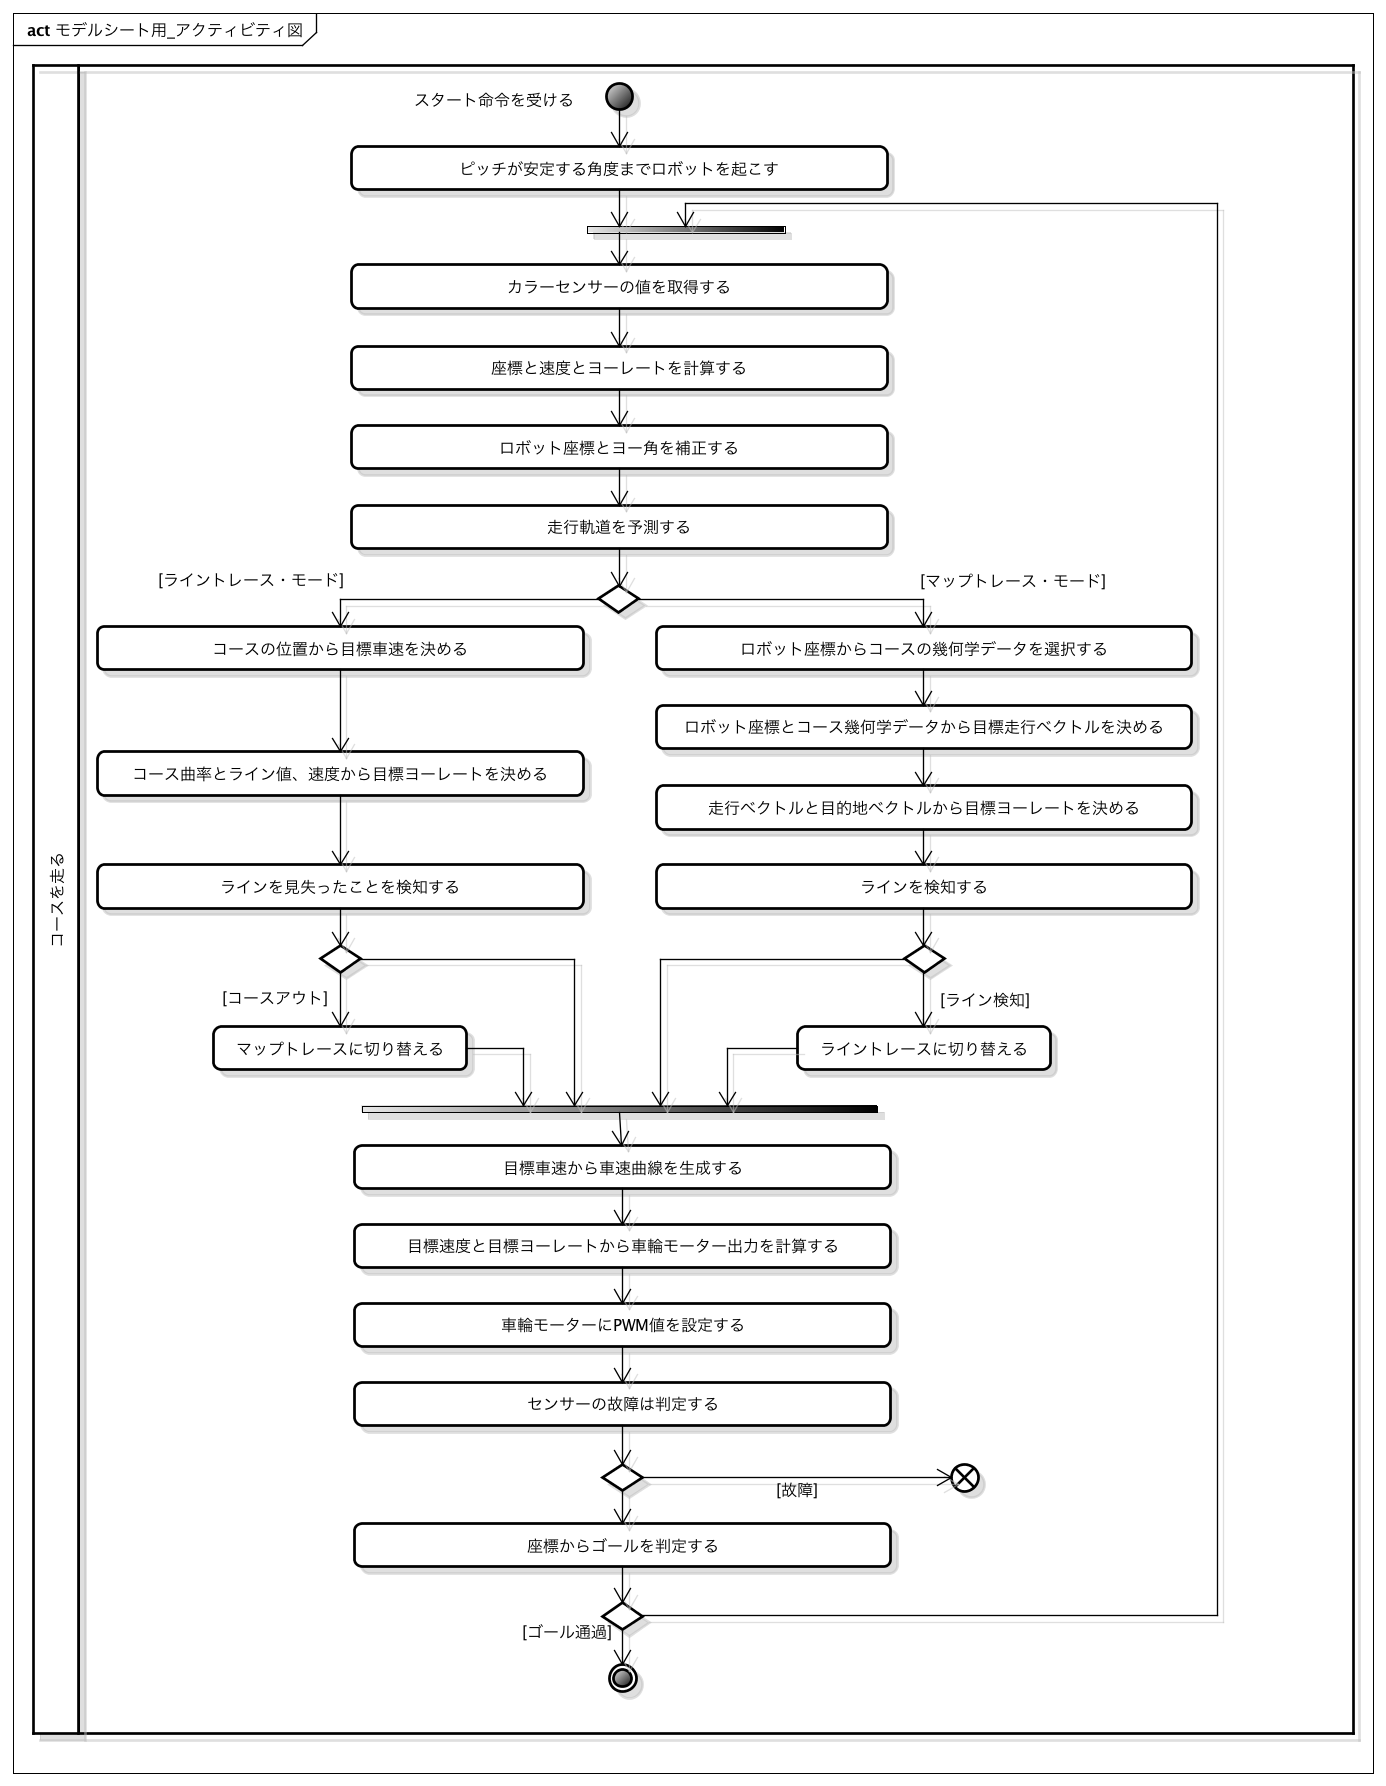 act モデルシート用_アクティビティ図
スタート命令を受ける
ピッチが安定する角度までロボットを起こす
カラーセンサーの値を取得する
座標と速度とヨーレートを計算する
ロボット座標とヨー角を補正する
走行軌道を予測する
[ライントレース・モード]
[マップトレース・モード]
コースの位置から目標車速を決める
ロボット座標からコースの幾何学データを選択する
ロボット座標とコース幾何学データから目標走行ベクトルを決める
コース曲率とライン値、速度から目標ヨーレートを決める
走行ベクトルと目的地ベクトルから目標ヨーレートを決める
ラインを見失ったことを検知する
ラインを検知する
コースを走る
[コースアウト]
[ライン検知]
マップトレースに切り替える
ライントレースに切り替える
目標車速から車速曲線を生成する
目標速度と目標ヨーレートから車輪モーター出力を計算する
車輪モーターにPWM値を設定する
センサーの故障は判定する
[故障]
座標からゴールを判定する
[ゴール通過]